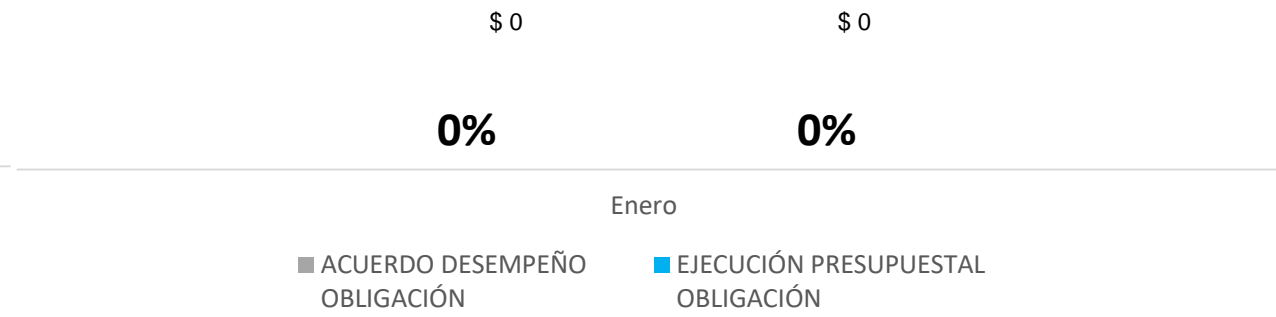 $ 0 $ 0
0% 0%
Enero
ACUERDO DESEMPEÑO EJECUCIÓN PRESUPUESTAL
OBLIGACIÓN OBLIGACIÓN